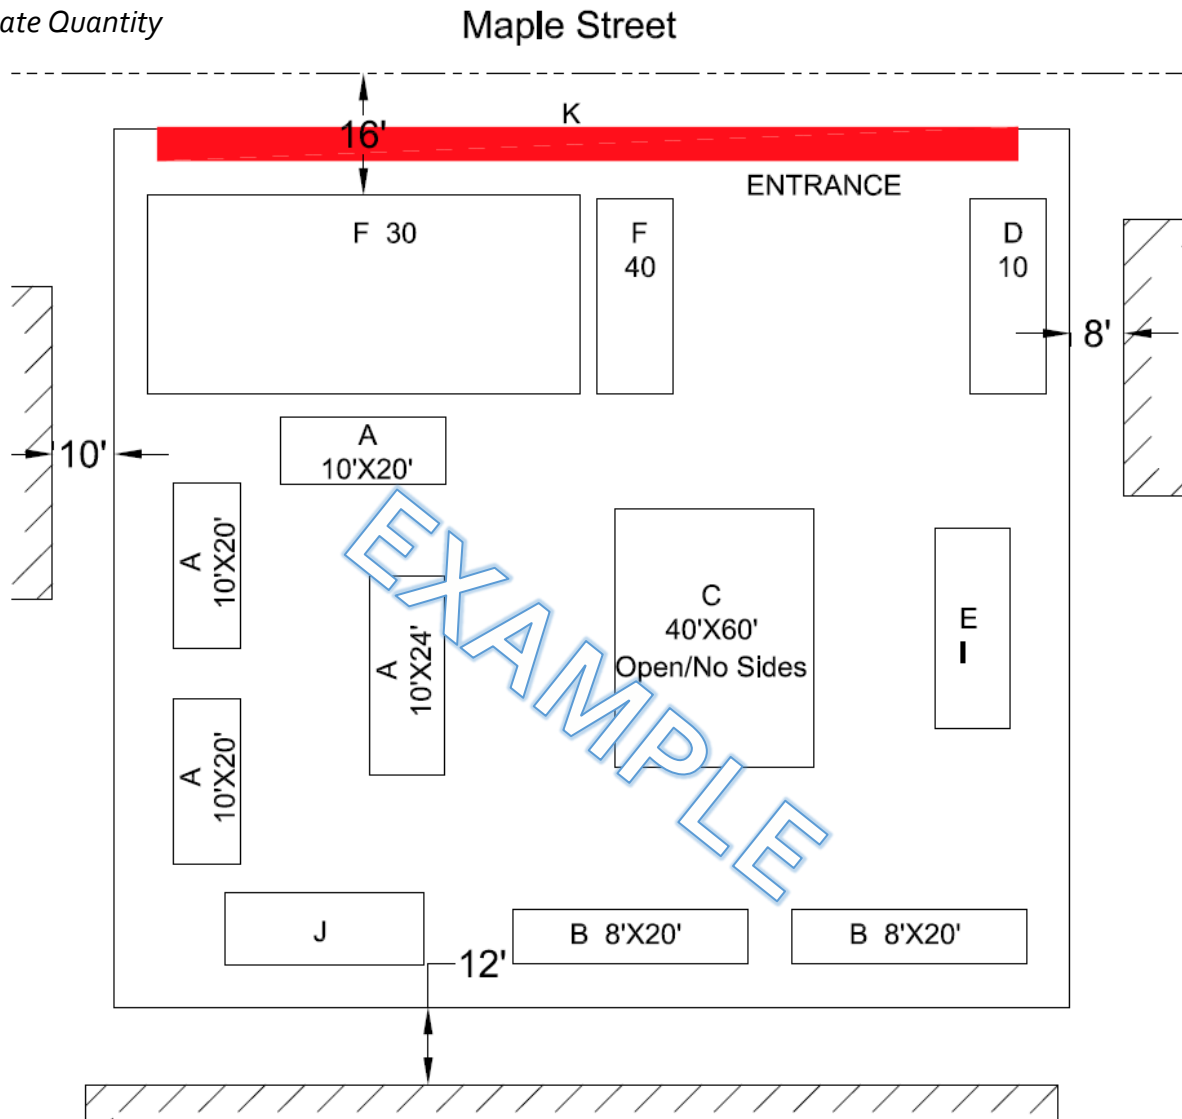 ate Quantity
Maple Street
K
16'
ENTRANCE
F 30
F
40
D
10
8'
10'
A
10'X20'
A
10'X20'
A
10'X24'
C
40'X60'
Open/No Sides
E
I
A
10'X20'
EXAMPLE
J
B 8'X20'
B 8'X20'
12'